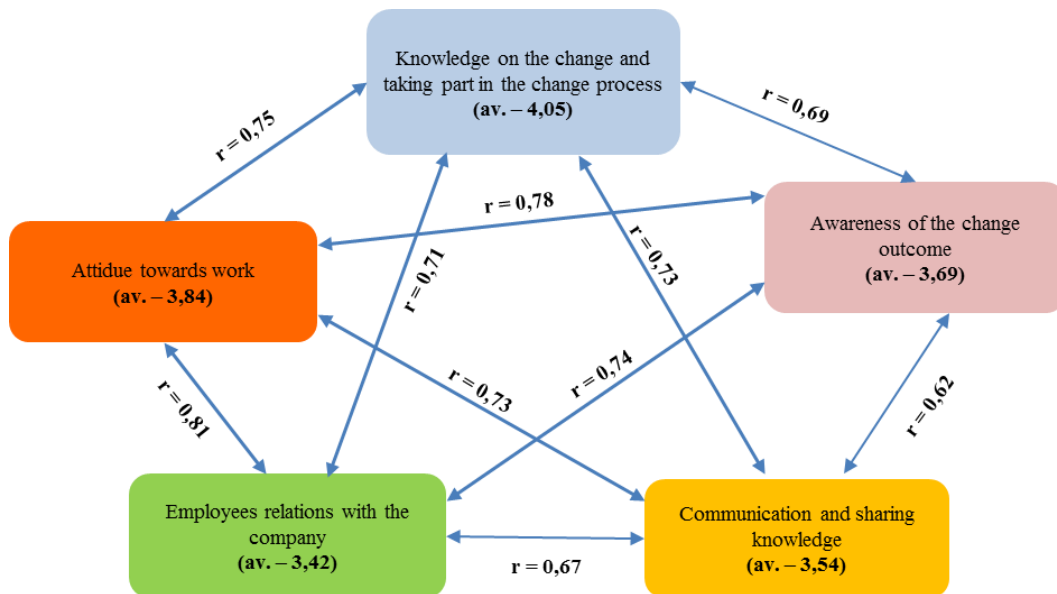 Knowledge on the change and
taking part in the change process
(av. – 4,05)
r = 0,75
r = 0,69
r = 0,78
Awareness of the change
outcome
(av. – 3,69)
Attidue towards work
(av. – 3,84)
r = 0,71
r = 0,73
r = 0,74
r = 0,73
r = 0,62
r = 0,81
Employees relations with the
company
(av. – 3,42)
r = 0,67
Communication and sharing
knowledge
(av. – 3,54)